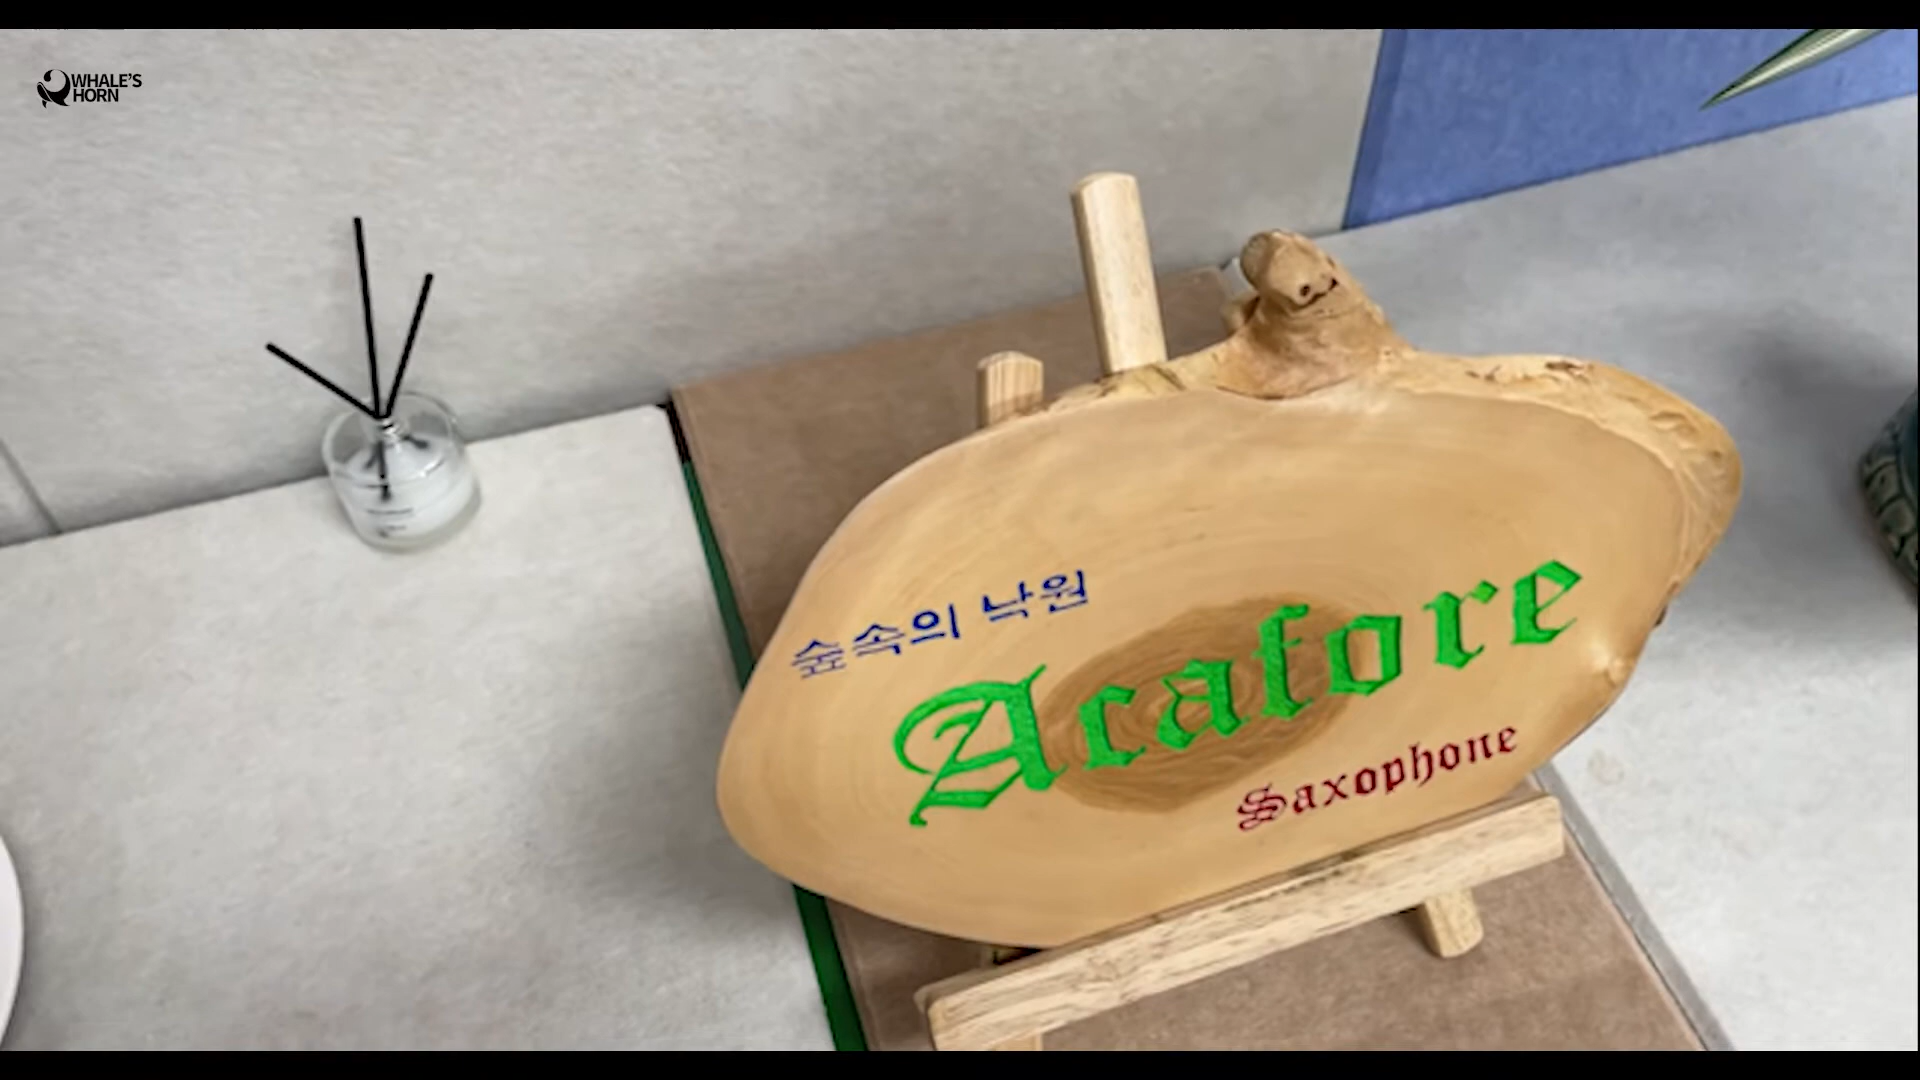 WHALE'S
HORN
숲속의 낙원
Acafore
Saxophone